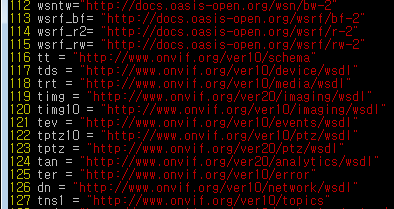 112 wsntw="http://docs.oasis-open.org/wsn/bw-2"
113 wsrf_bf= "http://docs.oasis-open.org/wsrf/bf-2"
114 wsrf_r2= "http://docs.oasis-open.org/wsrf/r-2"
115 wsrf_rw= "http://docs.oasis-open.org/wsrf/rw-2"
116 tt = "http://www.onvif.org/ver10/schema"
117 tds = "http://www.onvif.org/ver10/device/wsdl"
118 trt = "http://www.onvif.org/ver10/media/wsdl"
119 timg = "http://www.onvif.org/ver20/imaging/wsdl"
120 timg10 = "http://www.onvif.org/ver10/imaging/wsdl"
121 tev = "http://www.onvif.org/ver10/events/wsdl"
122 tptz10 = "http://www.onvif.org/ver10/ptz/wsdl"
123 tptz = "http://www.onvif.org/ver20/ptz/wsdl"
124 tan = "http://www.onvif.org/ver20/analytics/wsdl"
125 ter = "http://www.onvif.org/ver10/error"
126 dn = "http://www.onvif.org/ver10/network/wsdl"
127 tns1 = "http://www.onvif.org/ver10/topics"